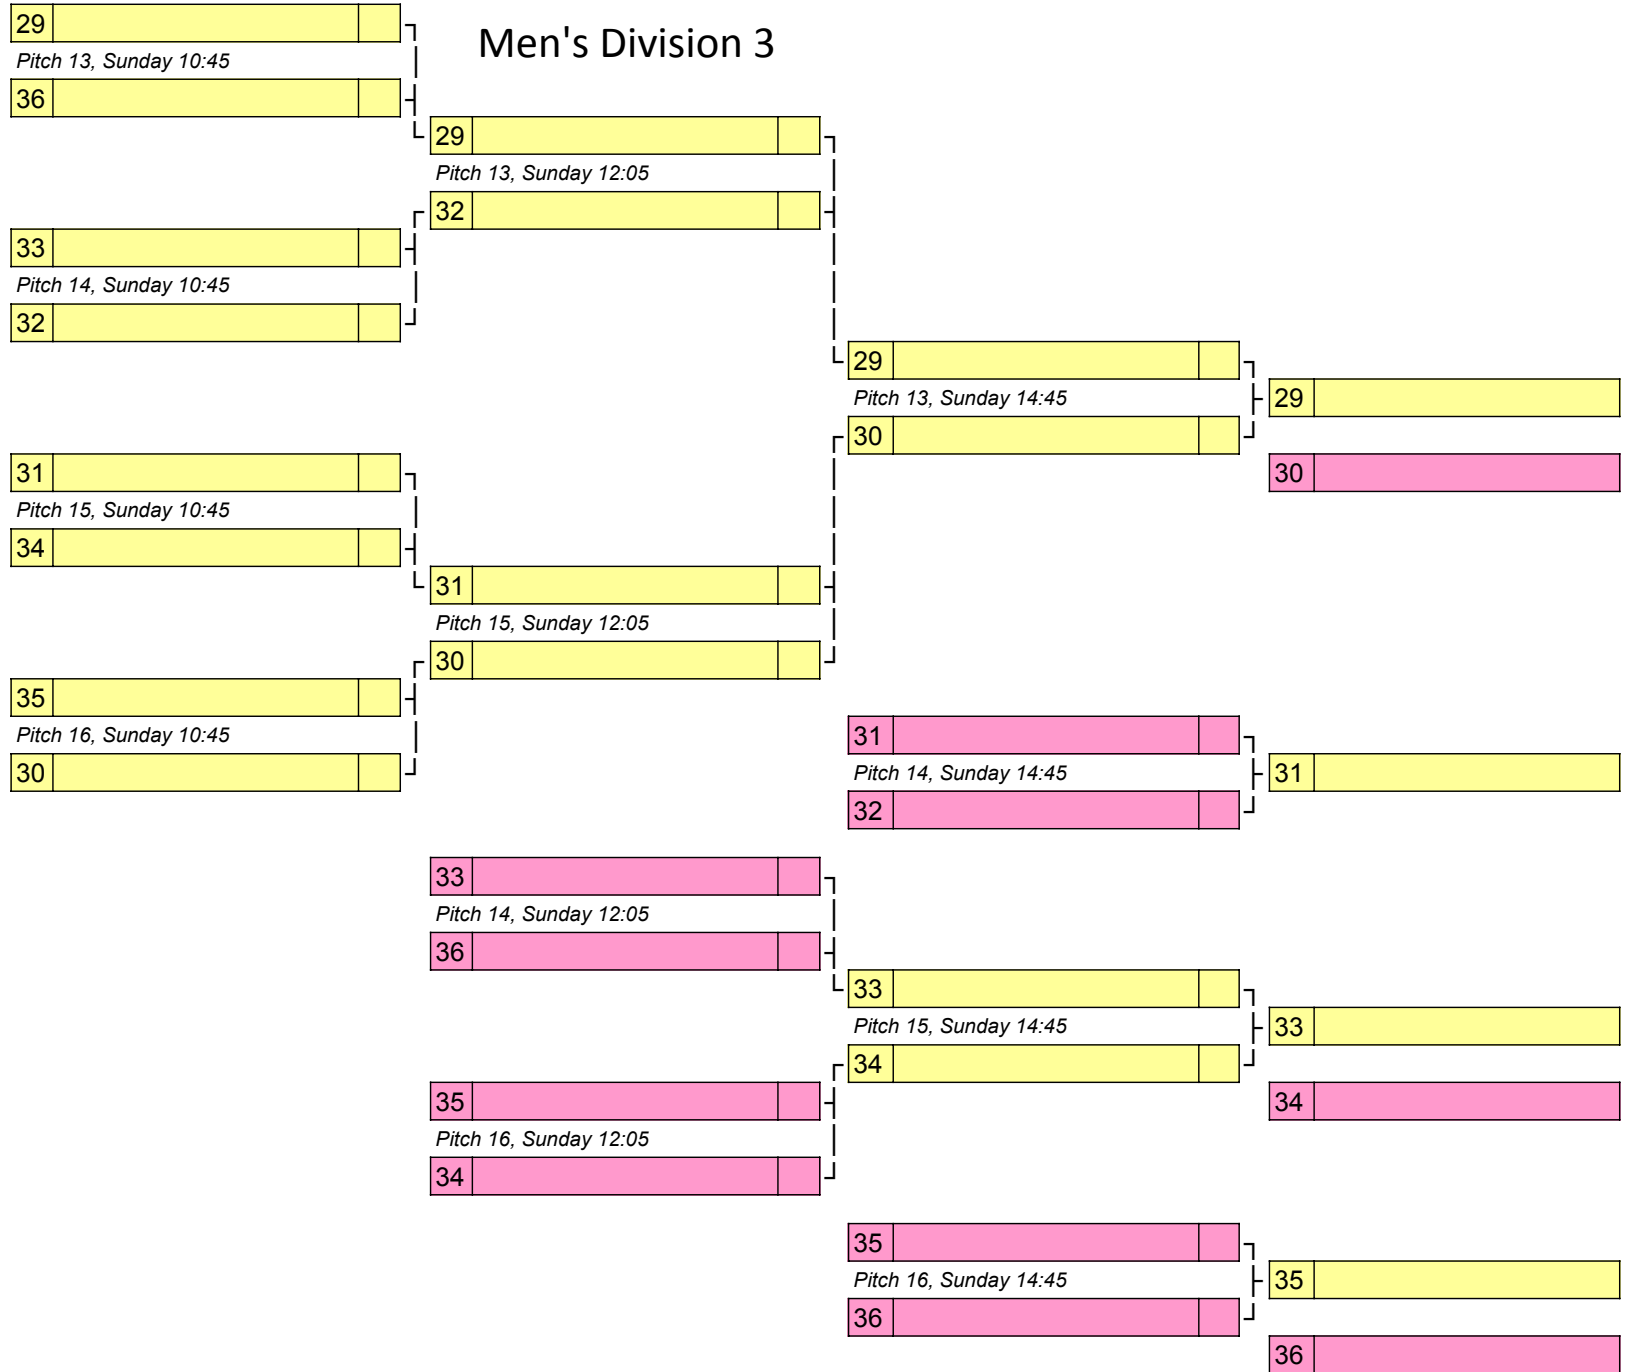 Men's Division 3
29
Pitch 13, Sunday 10:45
36
33
Pitch 14, Sunday 10:45
32
31
Pitch 15, Sunday 10:45
34
35
Pitch 16, Sunday 10:45
30
29
Pitch 13, Sunday 12:05
32
31
Pitch 15, Sunday 12:05
30
33
Pitch 14, Sunday 12:05
36
35
Pitch 16, Sunday 12:05
34
29
Pitch 13, Sunday 14:45
30
31
Pitch 14, Sunday 14:45
32
33
Pitch 15, Sunday 14:45
34
35
Pitch 16, Sunday 14:45
36
29
30
31
33
34
35
36